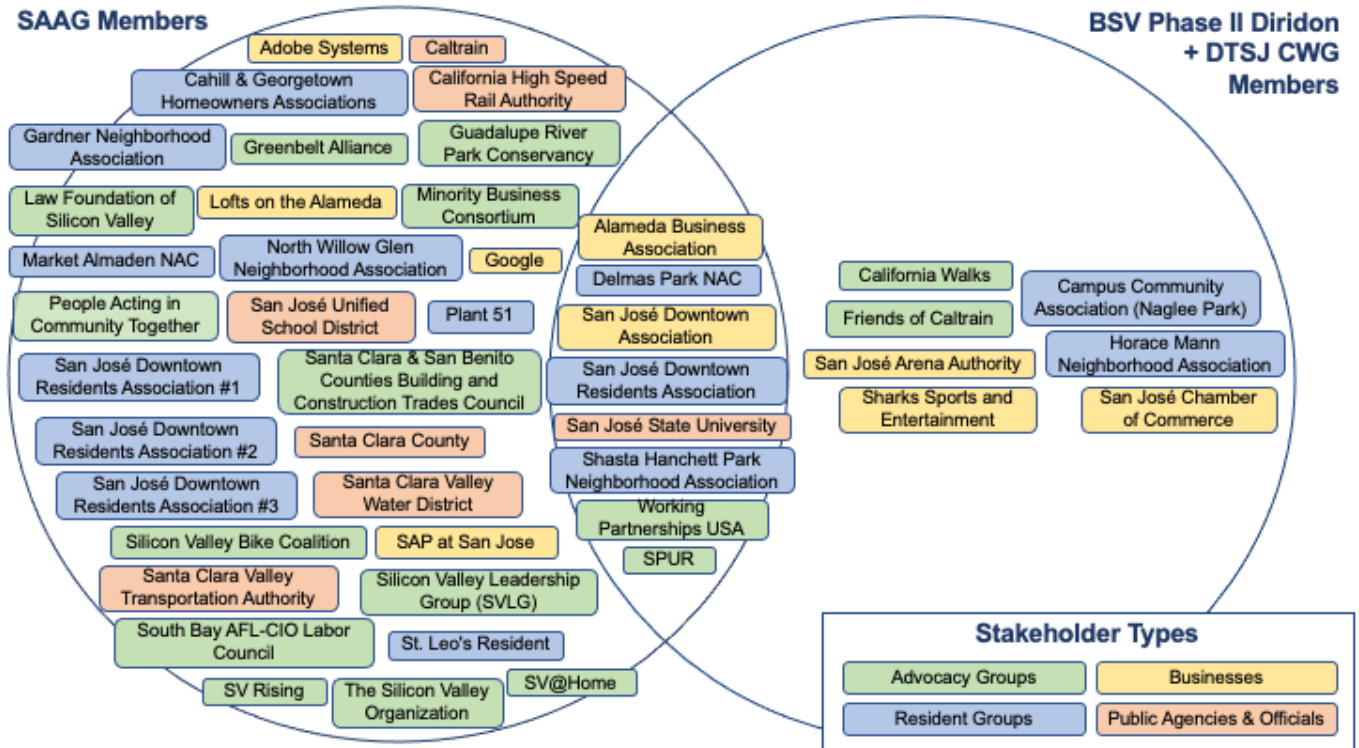 SAAG Members
BSV Phase II Diridon
+ DTSJ CWG
Members
Adobe Systems
Caltrain
Cahill & Georgetown
Homeowners Associations
California High Speed
Rail Authority
Gardner Neighborhood
Association
Greenbelt Alliance
Guadalupe River
Park Conservancy
Law Foundation of
Silicon Valley
Lofts on the Alameda
Minority Business
Consortium
Market Almaden NAC
North Willow Glen
Neighborhood Association
Google
People Acting in
Community Together
San José Unified
School District
Plant 51
San José Downtown
Residents Association #1
Santa Clara & San Benito
Counties Building and
Construction Trades Council
San José Downtown
Residents Association #2
Santa Clara County
San José Downtown
Residents Association #3
Santa Clara Valley
Water District
Silicon Valley Bike Coalition
SAP at San Jose
Santa Clara Valley
Transportation Authority
Silicon Valley Leadership
Group (SVLG)
South Bay AFL-CIO Labor
Council
St. Leo's Resident
SV Rising
The Silicon Valley
Organization
SV@Home
Alameda Business
Association
Delmas Park NAC
San José Downtown
Association
San José Downtown
Residents Association
San José State University
Shasta Hanchett Park
Neighborhood Association
Working
Partnerships USA
SPUR
California Walks
Campus Community
Association (Naglee Park)
Friends of Caltrain
Horace Mann
Neighborhood Association
San José Arena Authority
Sharks Sports and
Entertainment
San José Chamber
of Commerce
Stakeholder Types
Advocacy Groups
Businesses
Resident Groups
Public Agencies & Officials